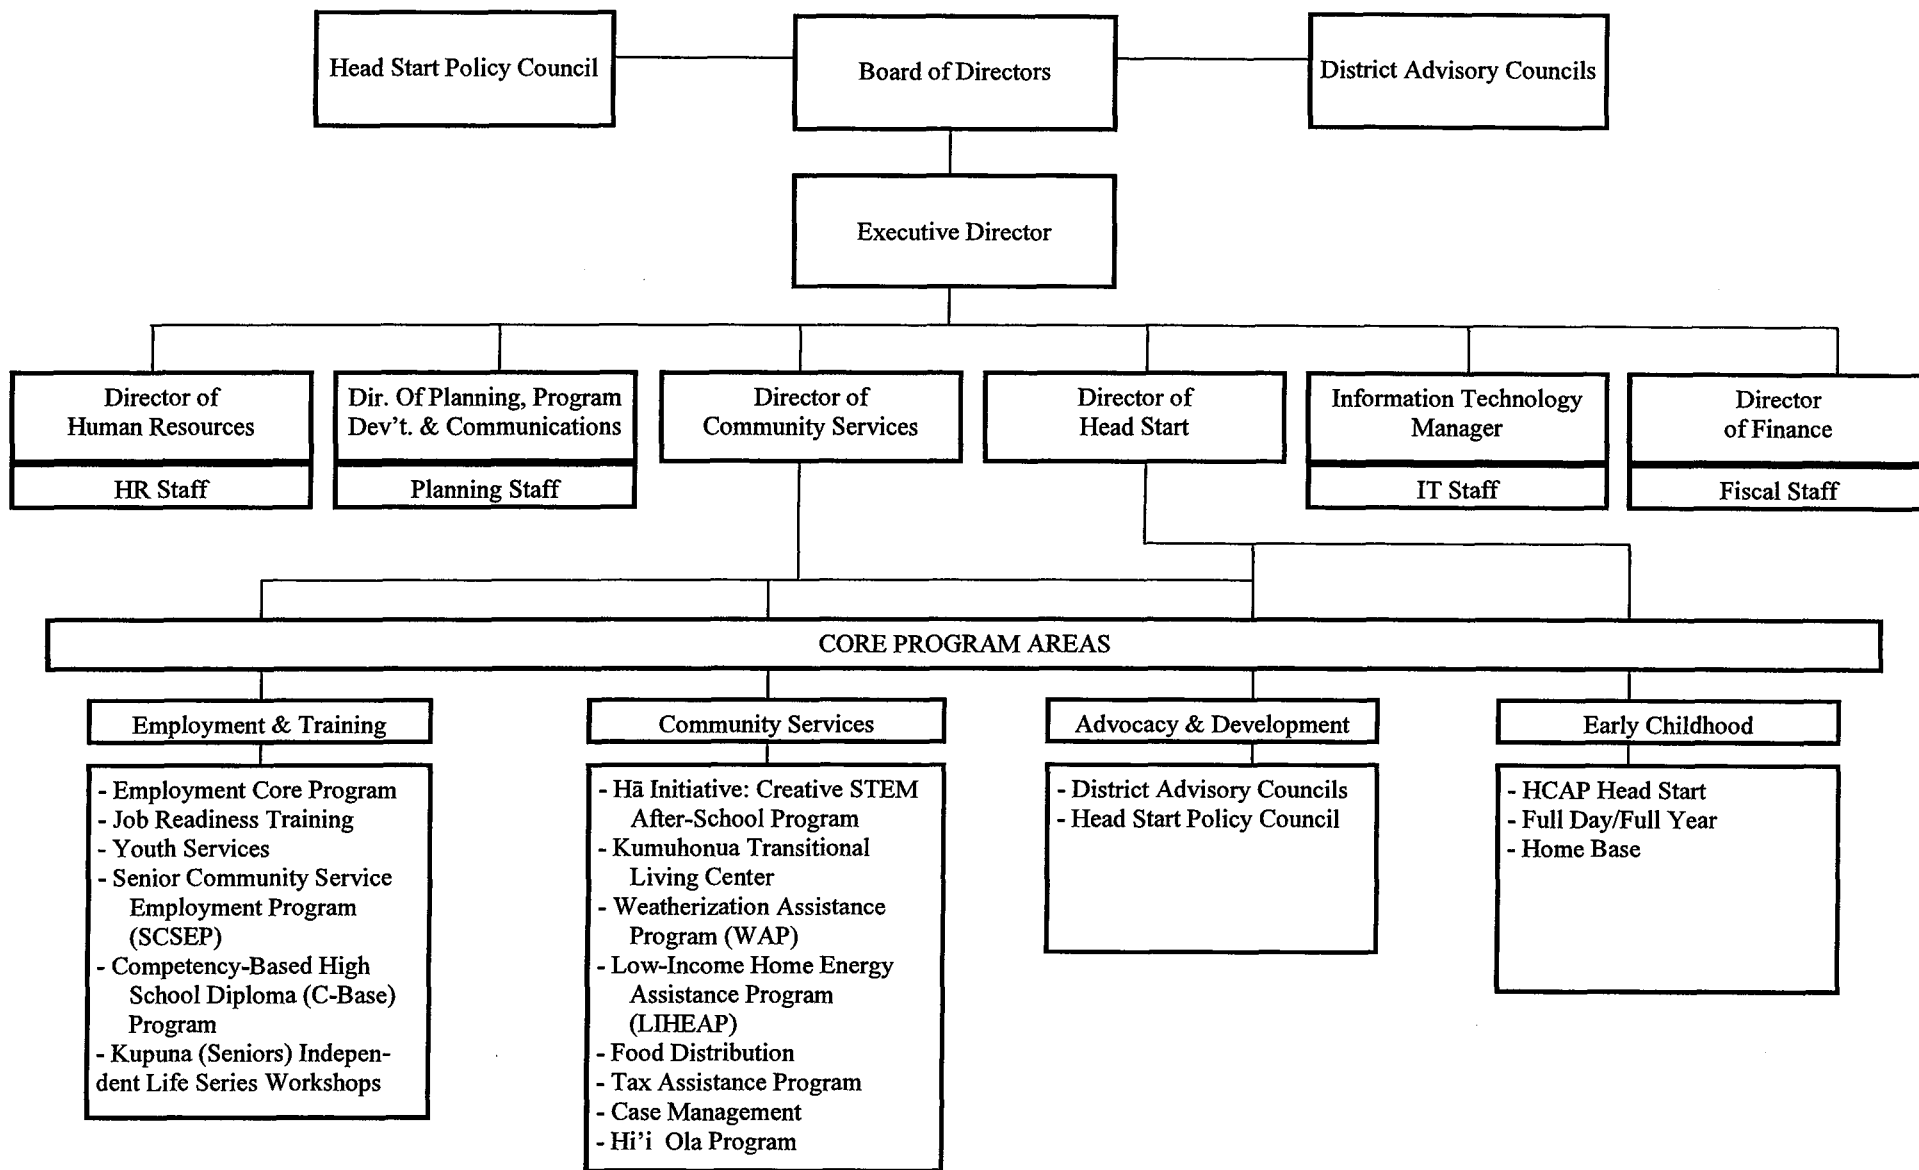 Head Start Policy Council
Board of Directors
District Advisory Councils
Executive Director
Director of
Human Resources
HR Staff
Dir. Of Planning, Program
Dev't. & Communications
Planning Staff
Director of
Community Services
Director of
Head Start
Information Technology
Manager
IT Staff
Director
of Finance
Fiscal Staff
CORE PROGRAM AREAS
Employment & Training
- Employment Core Program
- Job Readiness Training
- Youth Services
- Senior Community Service
Employment Program
(SCSEP)
- Competency-Based High
School Diploma (C-Base)
Program
- Kupuna (Seniors) Indepen-
dent Life Series Workshops
Community Services
- Hā Initiative: Creative STEM
After-School Program
- Kumuhonua Transitional
Living Center
- Weatherization Assistance
Program (WAP)
- Low-Income Home Energy
Assistance Program
(LIHEAP)
- Food Distribution
- Tax Assistance Program
- Case Management
- Hi'i Ola Program
Advocacy & Development
- District Advisory Councils
- Head Start Policy Council
Early Childhood
- HCAP Head Start
- Full Day/Full Year
- Home Base